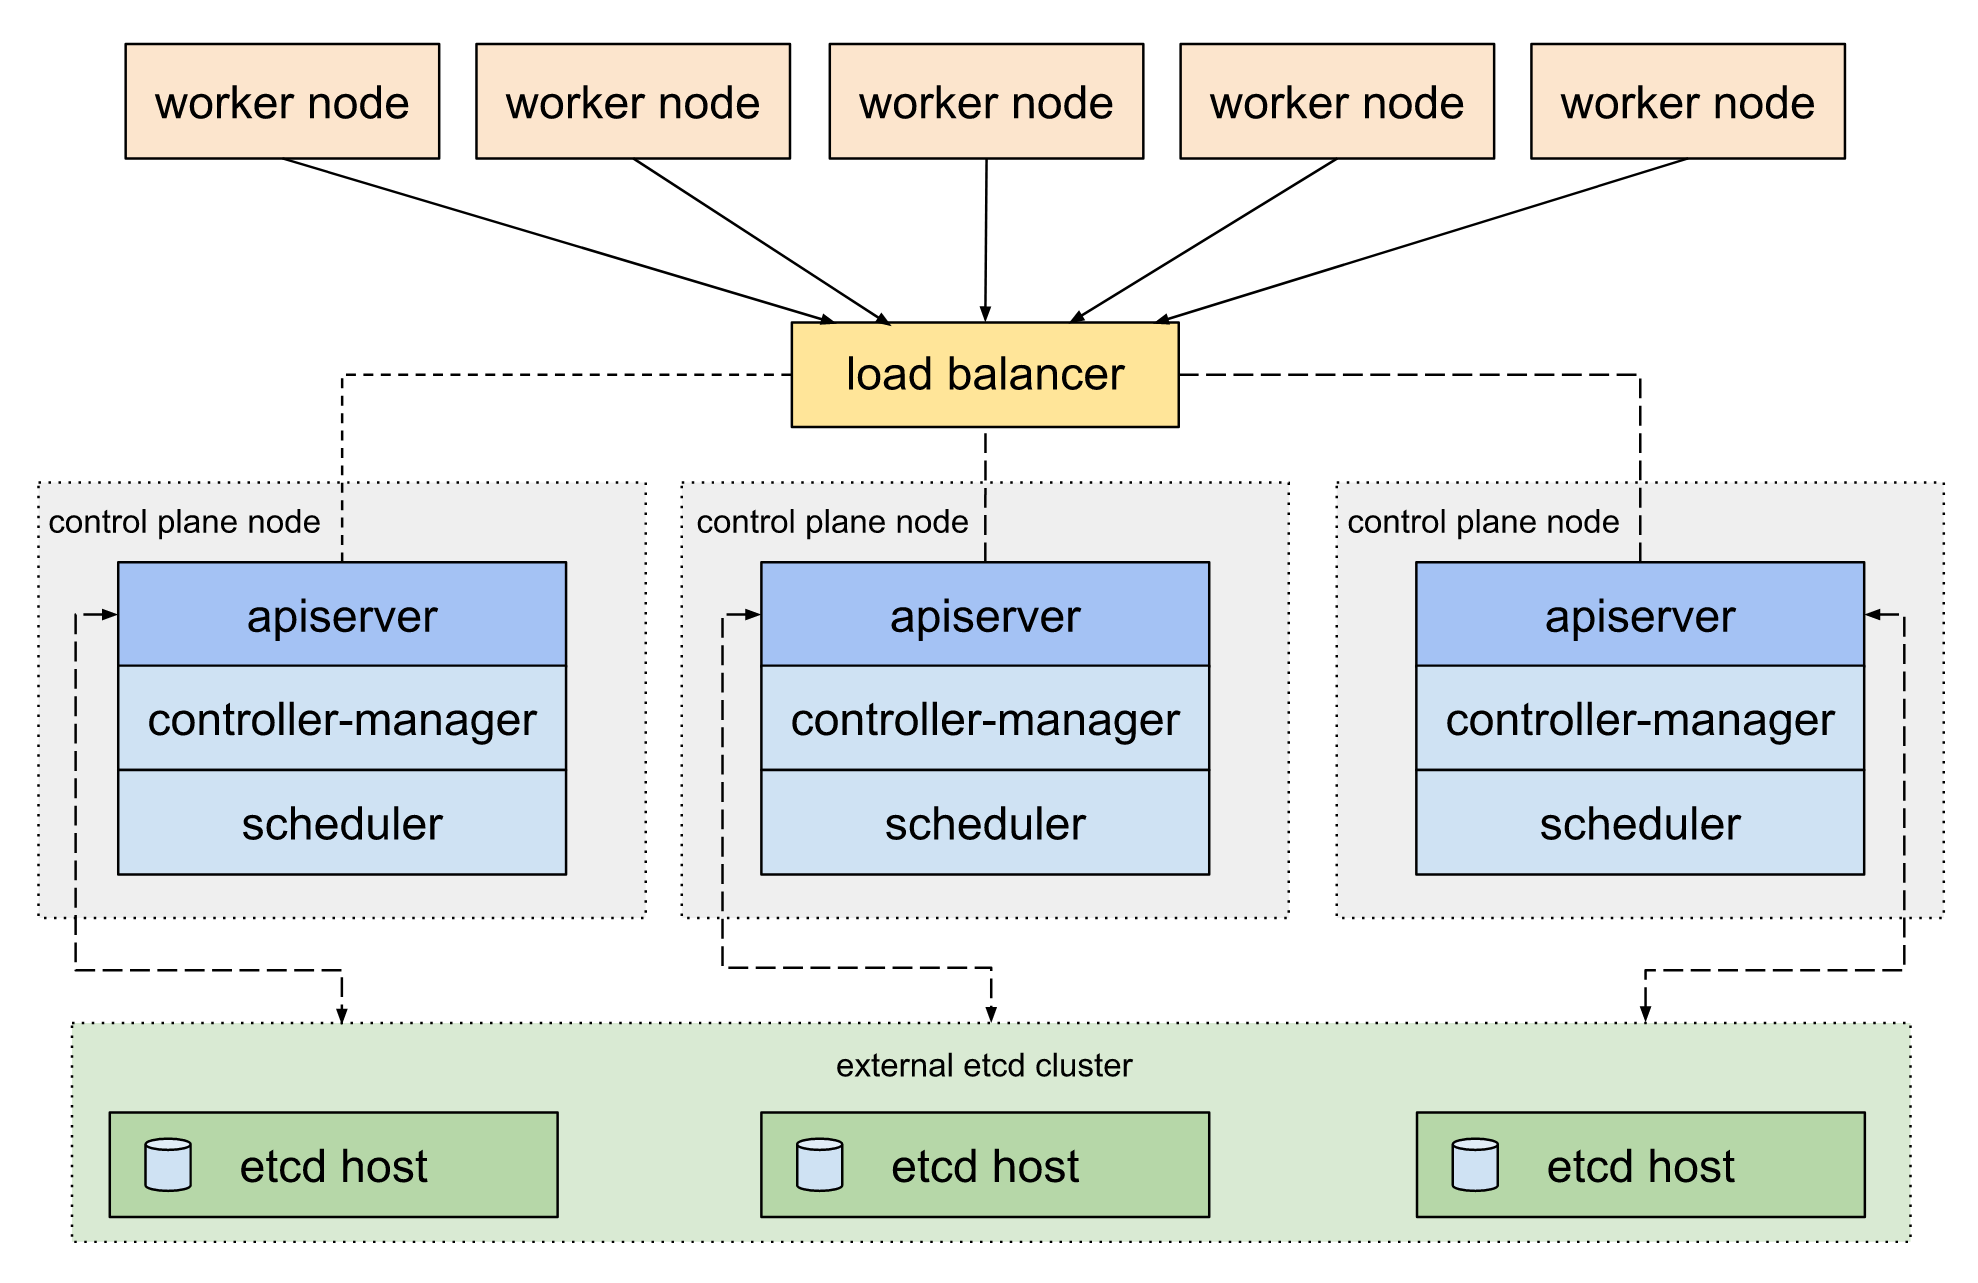 worker node
worker node
worker node
worker node
worker node
load balancer
control plane node
control plane node
control plane node
apiserver
apiserver
apiserver
controller-manager
controller-manager
controller-manager
scheduler
scheduler
scheduler
external etcd cluster
etcd host
etcd host
etcd host